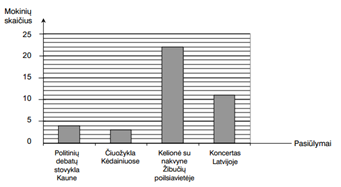 Mokinių
skaičius
25
20
15
10
5
0
Pasiūlymai
Politinių
debatų
stovykla
Kaune
Čiuožykla
Kėdainiuose
Kelionė su
nakvyne
Žibučių
poilsiavietėje
Koncertas
Latvijoje